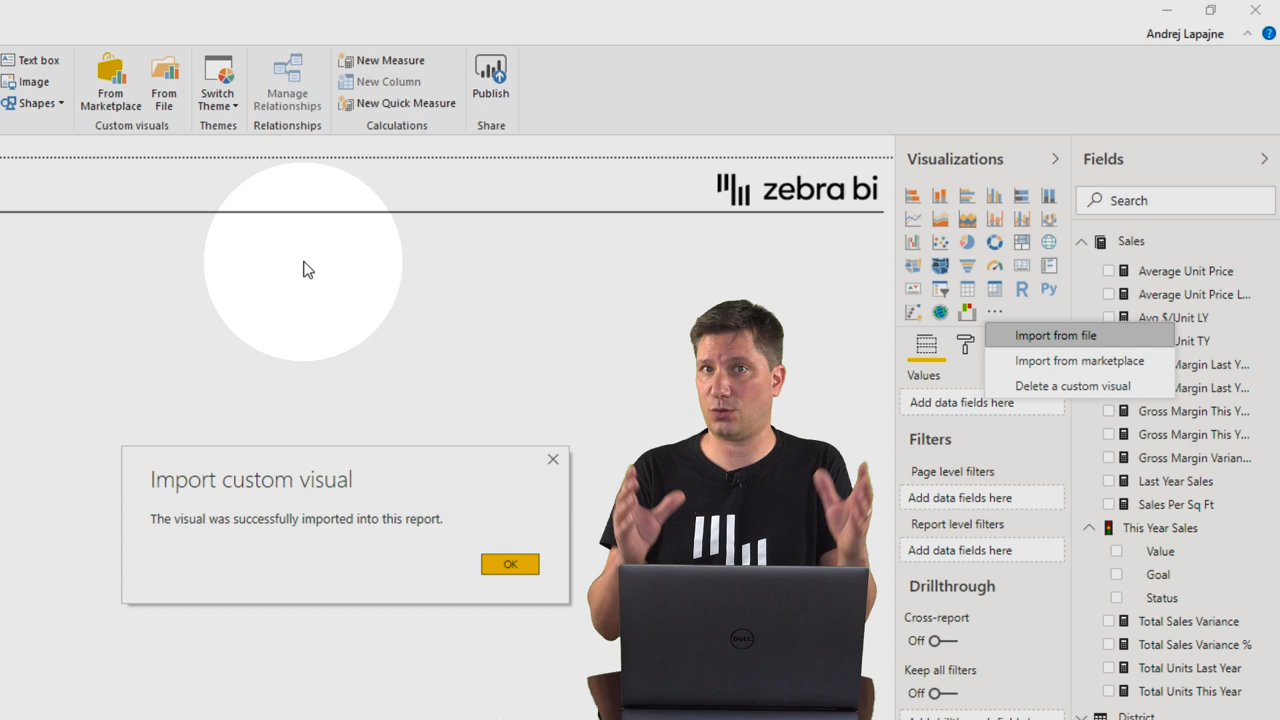 Andrej Lapajne
?
Text box
Image
Shapes
From
Marketplace
From
File
Custom visuals
Switch
Theme
Themes
Manage
Relationships
Relationships
New Measure
New Column
New Quick Measure
Calculations
Publish
Share
zebra bi
Import custom visual
The visual was successfully imported into this report.
OK
DELL
Visualizations
R
Py
...
Import from file
Import from marketplace
Delete a custom visual
Values
Add data fields here
Filters
Page level filters
Add data fields here
Report level filters
Add data fields here
Drillthrough
Cross-report
Off
Keep all filters
Off
Fields
Search
Sales
Average Unit Price
Average Unit Price L...
Avg $/Unit LY
Unit TY
Margin Last Y...
Margin Last Y...
Gross Margin This Y...
Gross Margin This Y...
Gross Margin Varian...
Last Year Sales
Sales Per Sq Ft
This Year Sales
Value
Goal
Status
Total Sales Variance
Total Sales Variance %
Total Units Last Year
Total Units This Year
District